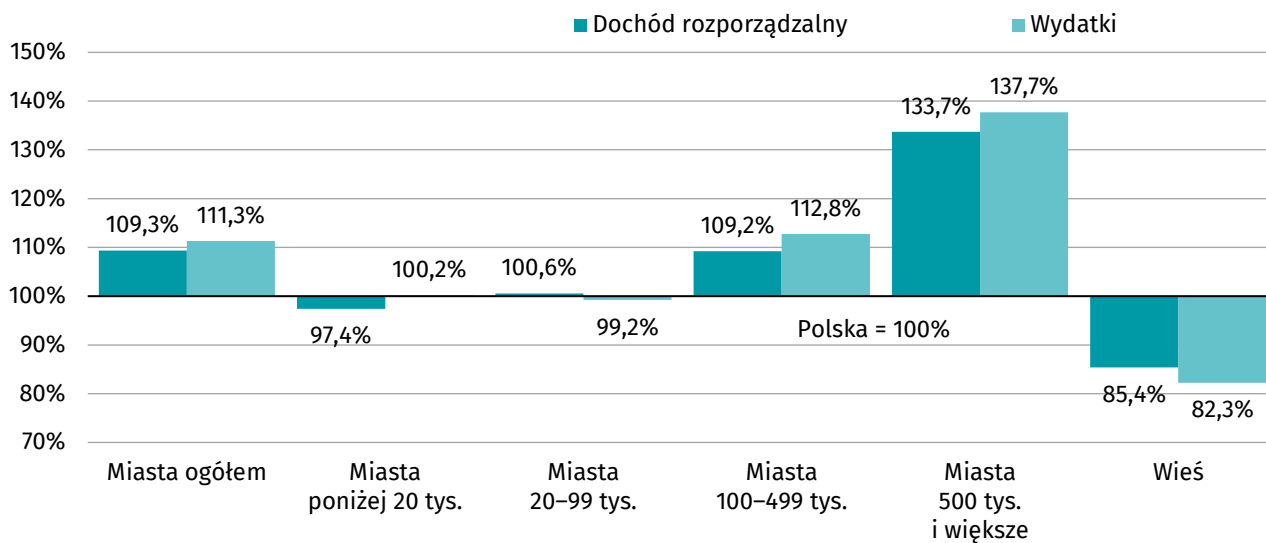 Dochód rozporządzalny
Wydatki
150%
140%
130%
120%
110%
100%
90%
80%
70%
109,3%
111,3%
97,4%
100,2%
100,6%
99,2%
109,2%
112,8%
133,7%
137,7%
85,4%
82,3%
Polska = 100%
Miasta ogółem
Miasta
poniżej 20 tys.
Miasta
20–99 tys.
Miasta
100–499 tys.
Miasta
500 tys.
i większe
Wieś